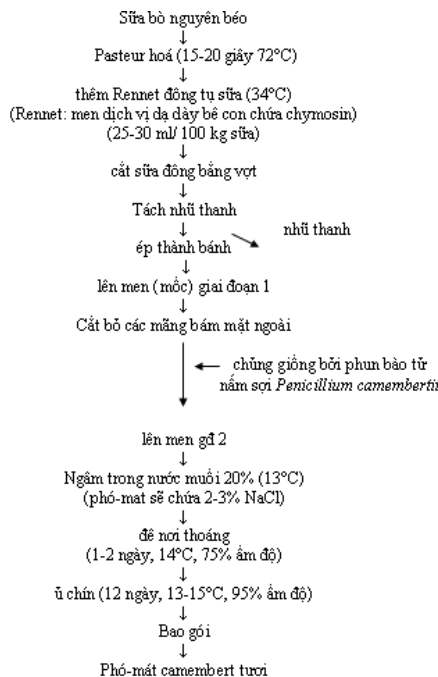 Sữa bò nguyên béo
Pasteur hoá (15-20 giây 72°C)
thêm Rennet đông tụ sữa (34°C)
(Rennet: men dịch vị dạ dày bê con chứa chymosin)
(25-30 ml/ 100 kg sữa)
cắt sữa đông bằng vợt
Tách nhũ thanh
nhũ thanh
ép thành bánh
lên men (mốc) giai đoạn 1
Cắt bỏ các mãng bám mặt ngoài
chủng giống bởi phun bào tử
nấm sợi Penicillium camembertii
lên men gđ 2
Ngâm trong nước muối 20% (13°C)
(phó-mat sẽ chứa 2-3% NaCl)
để nơi thoáng
(1-2 ngày, 14°C, 75% ẩm độ)
ủ chín (12 ngày, 13-15°C, 95% ẩm độ)
Bao gói
Phó-mát camembert tươi